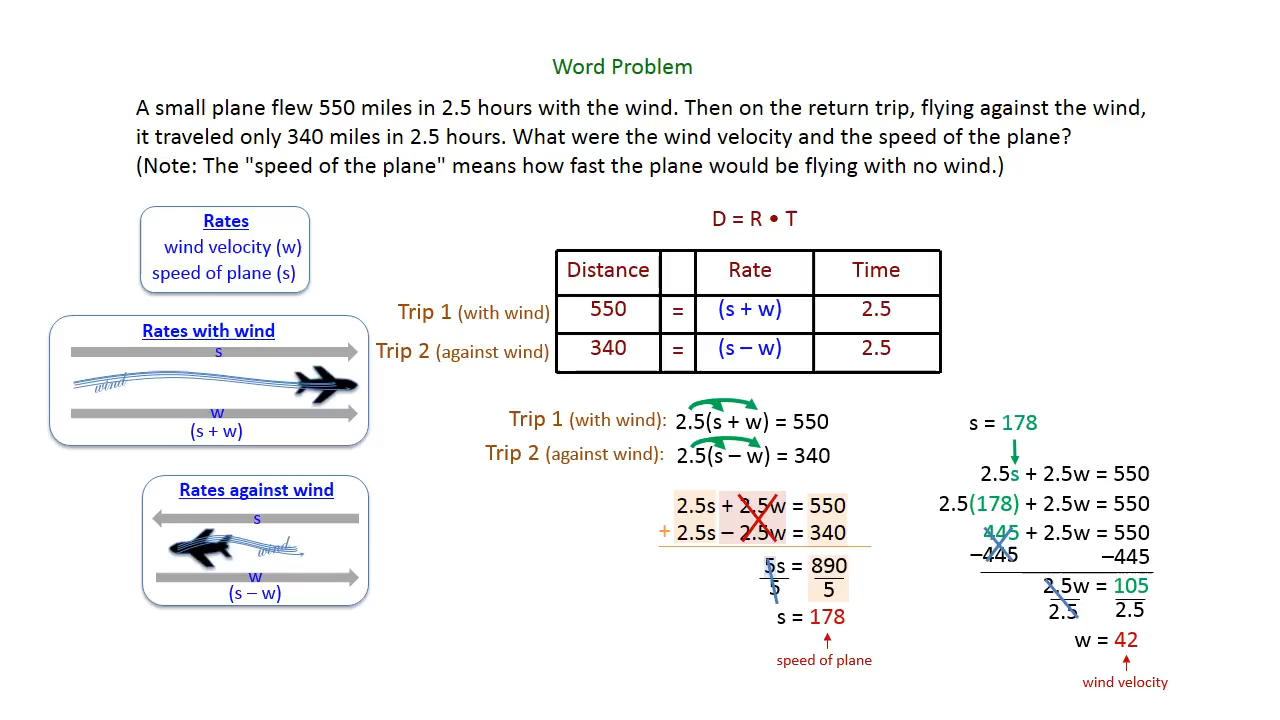 Word Problem
A small plane flew 550 miles in 2.5 hours with the wind. Then on the return trip, flying against the wind,
it traveled only 340 miles in 2.5 hours. What were the wind velocity and the speed of the plane?
(Note: The "speed of the plane" means how fast the plane would be flying with no wind.)
Rates
wind velocity (w)
speed of plane (s)
Rates with wind
s
wind
w
(s + w)
Rates against wind
s
wind
w
(s – w)
D = R • T
Distance Rate Time
Trip 1 (with wind) 550 = (s + w) 2.5
Trip 2 (against wind) 340 = (s – w) 2.5
Trip 1 (with wind): 2.5(s + w) = 550
Trip 2 (against wind): 2.5(s – w) = 340
2.5s + 2.5w = 550
+ 2.5s – 2.5w = 340
5s = 890
5 5
s = 178
speed of plane
s = 178
2.5s + 2.5w = 550
2.5(178) + 2.5w = 550
445 + 2.5w = 550
–445 –445
2.5w = 105
2.5 2.5
w = 42
wind velocity